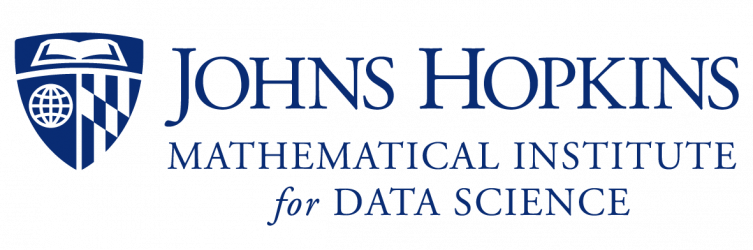 JOHNS HOPKINS
MATHEMATICAL INSTITUTE
for DATA SCIENCE